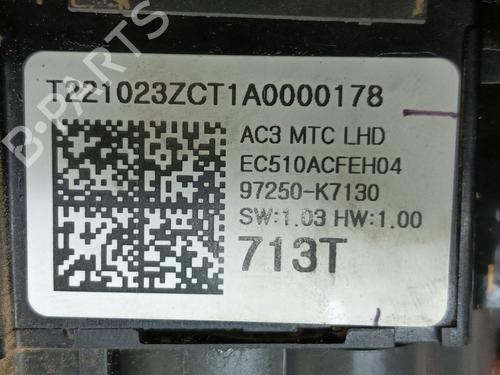 T221023ZCT1A0000178
AC3 MTC LHD
EC510ACFEH04
97250-K7130
SW:1.03 HW:1.00
713T
B-PARTS